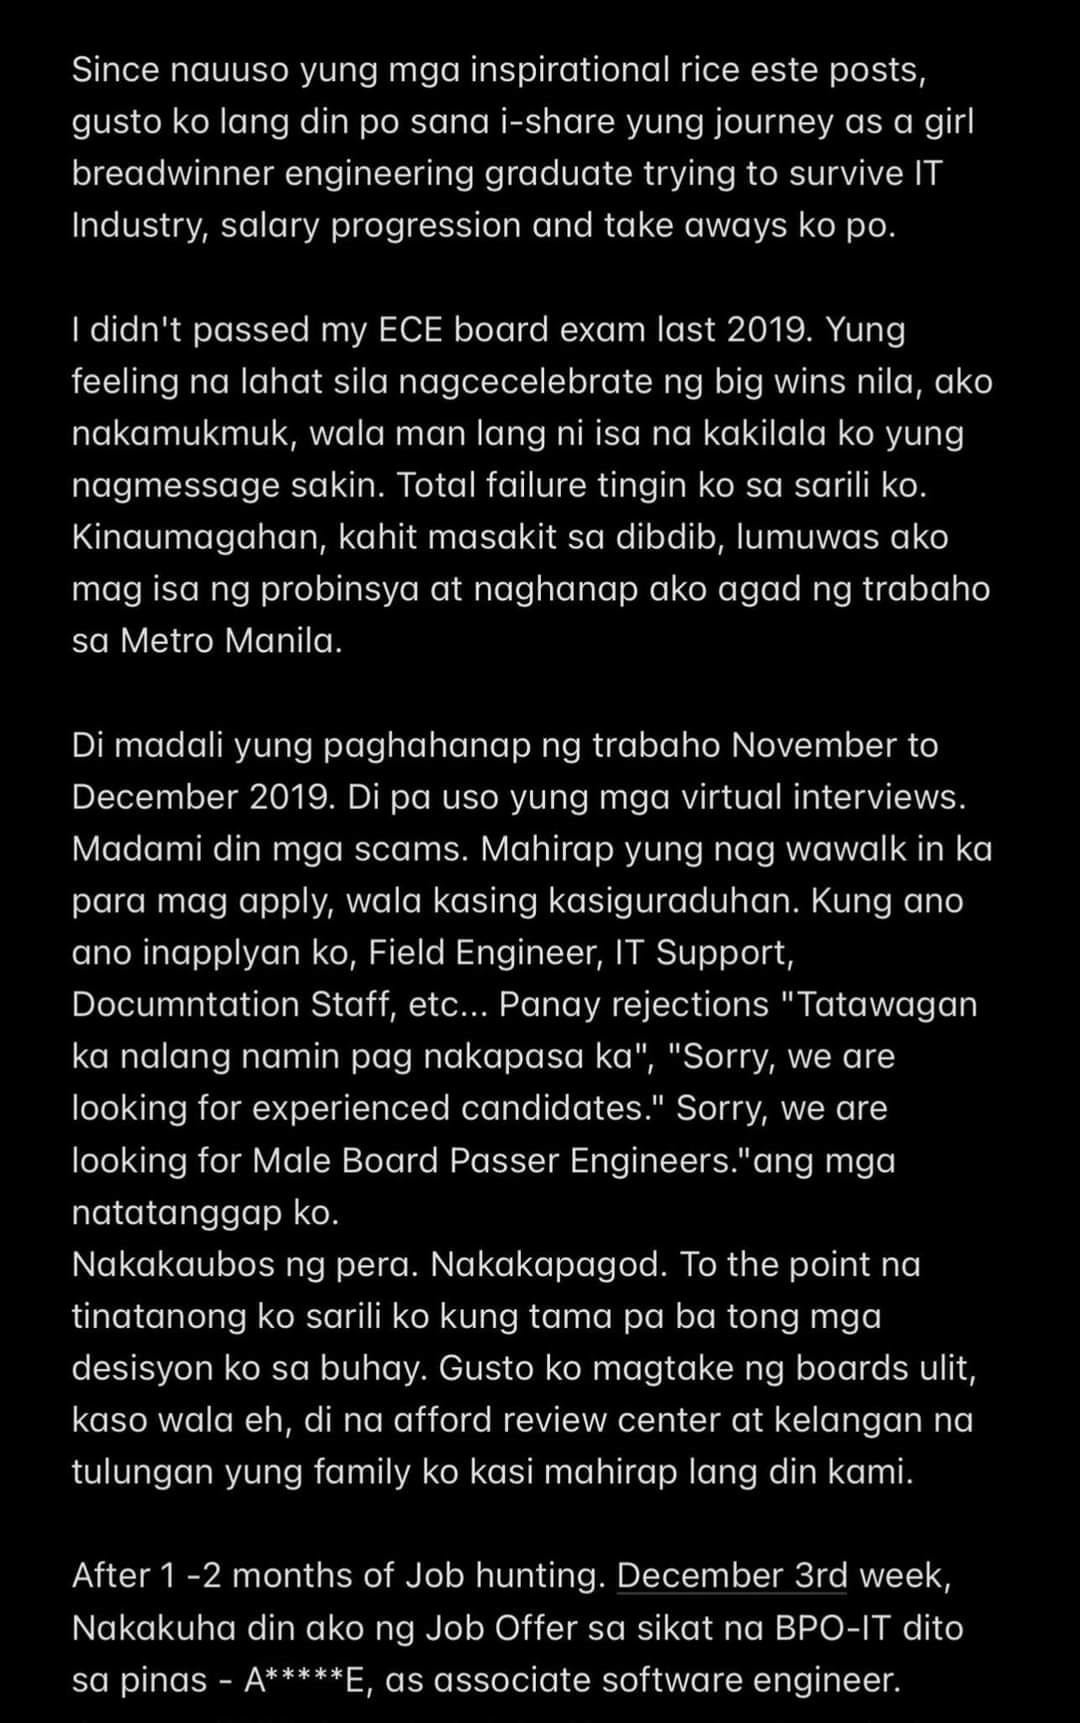 Since nauuso yung mga inspirational rice este posts,
gusto ko lang din po sana i-share yung journey as a girl
breadwinner engineering graduate trying to survive IT
Industry, salary progression and take aways ko po.
I didn't passed my ECE board exam last 2019. Yung
feeling na lahat sila nagcecelebrate ng big wins nila, ako
nakamukmuk, wala man lang ni isa na kakilala ko yung
nagmessage sakin. Total failure tingin ko sa sarili ko.
Kinaumagahan, kahit masakit sa dibdib, lumuwas ako
mag isa ng probinsya at naghanap ako agad ng trabaho
sa Metro Manila.
Di madali yung paghahanap ng trabaho November to
December 2019. Di pa uso yung mga virtual interviews.
Madami din mga scams. Mahirap yung nag wawalk in ka
para mag apply, wala kasing kasiguraduhan. Kung ano
ano inapplyan ko, Field Engineer, IT Support,
Documntation Staff, etc... Panay rejections "Tatawagan
ka nalang namin pag nakapasa ka", "Sorry, we are
looking for experienced candidates." Sorry, we are
looking for Male Board Passer Engineers."ang mga
natatanggap ko.
Nakakaubos ng pera. Nakakapagod. To the point na
tinatanong ko sarili ko kung tama pa ba tong mga
desisyon ko sa buhay. Gusto ko magtake ng boards ulit,
kaso wala eh, di na afford review center at kelangan na
tulungan yung family ko kasi mahirap lang din kami.
After 1 -2 months of Job hunting. December 3rd week,
Nakakuha din ako ng Job Offer sa sikat na BPO-IT dito
sa pinas - A*****E, as associate software engineer.